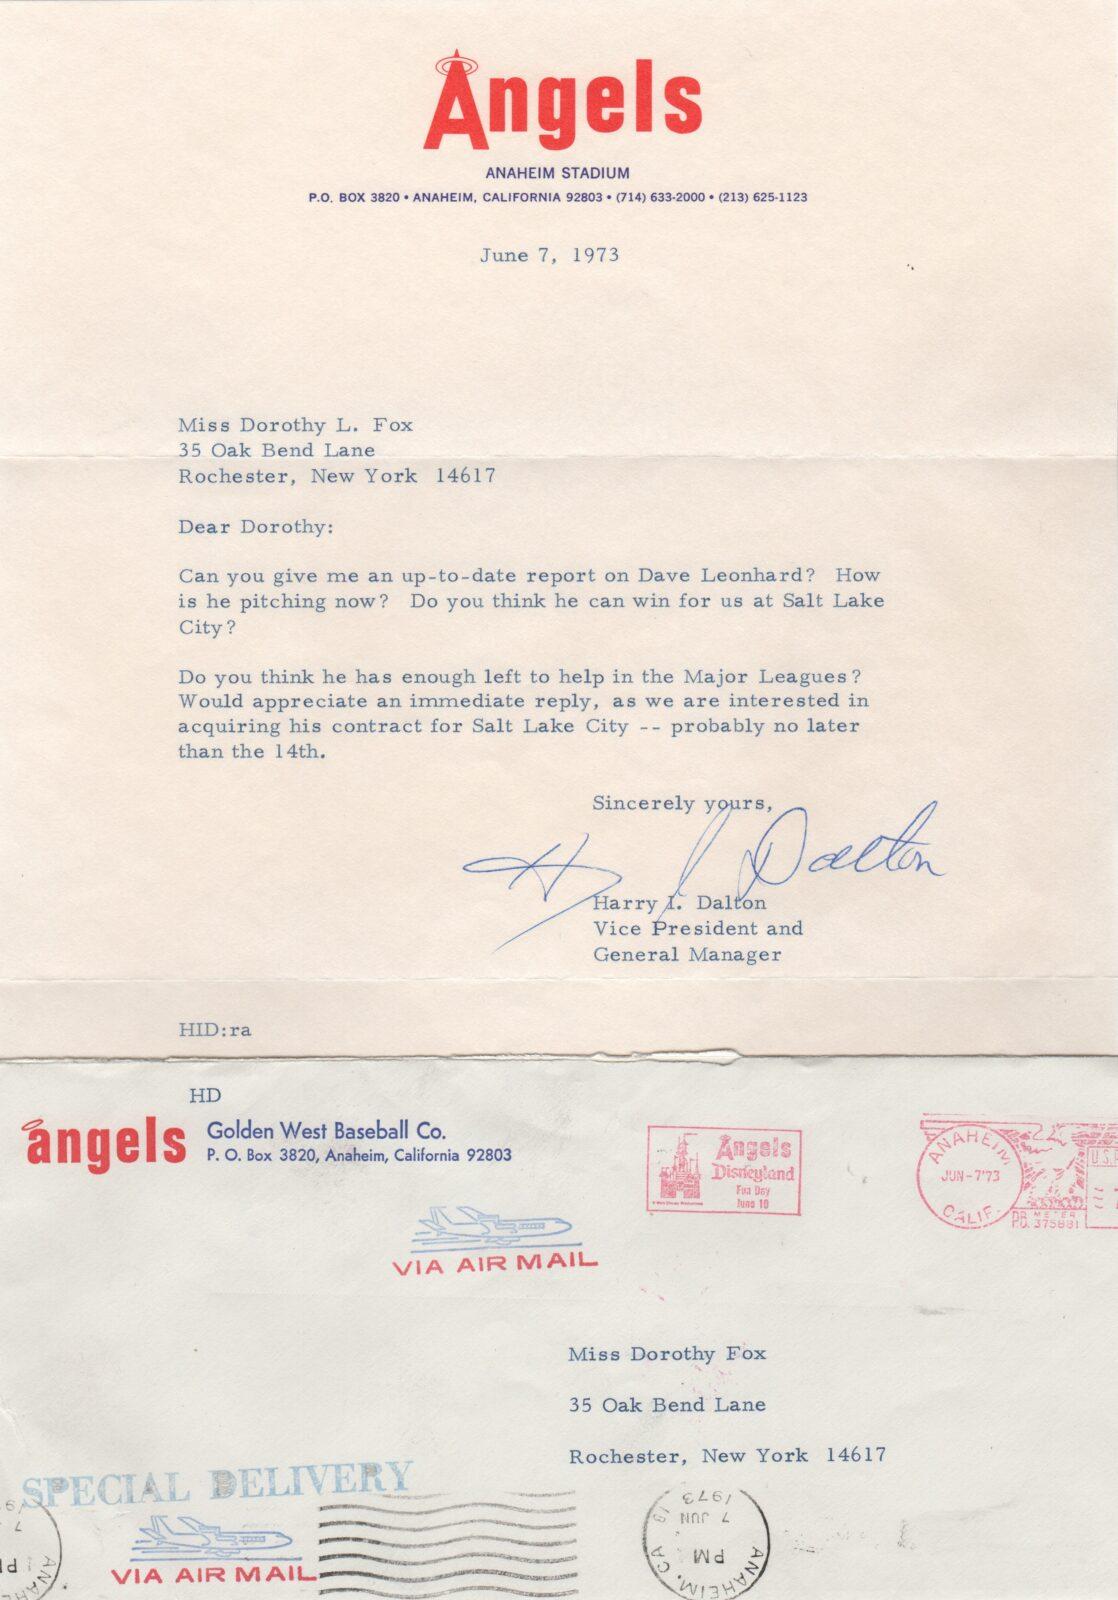 Angels
ANAHEIM STADIUM
P.O. BOX 3820 • ANAHEIM, CALIFORNIA 92803 • (714) 633-2000 • (213) 625-1123
June 7, 1973
Miss Dorothy L. Fox
35 Oak Bend Lane
Rochester, New York 14617
Dear Dorothy:
Can you give me an up-to-date report on Dave Leonhard? How
is he pitching now? Do you think he can win for us at Salt Lake
City?
Do you think he has enough left to help in the Major Leagues?
Would appreciate an immediate reply, as we are interested in
acquiring his contract for Salt Lake City -- probably no later
than the 14th.
Sincerely yours,
H I Dalton
Harry I. Dalton
Vice President and
General Manager
HID:ra
HD
angels
Golden West Baseball Co.
P. O. Box 3820, Anaheim, California 92803
Angels
Disneyland
Fun Day
June 10
ANAHEIM
JUN-7'73
CALIF.
PB METER
P.O. 375881
VIA AIR MAIL
Miss Dorothy Fox
35 Oak Bend Lane
Rochester, New York 14617
SPECIAL DELIVERY
VIA AIR MAIL
ANAHEIM, CA
PM
7 JUN
1973